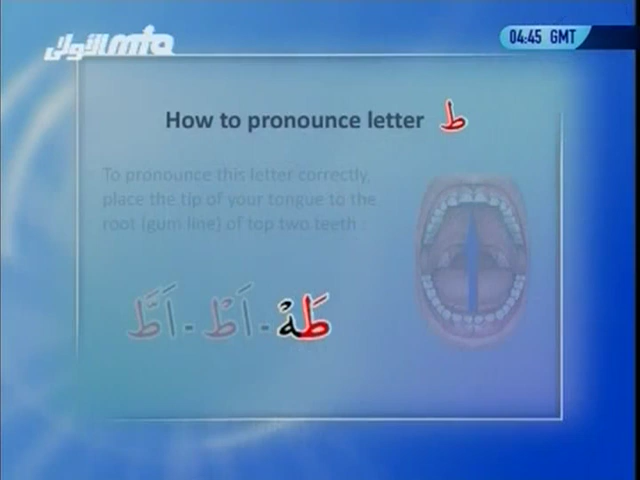 mta الأولى
04:45 GMT
How to pronounce letter ط
To pronounce this letter correctly,
place the tip of your tongue to the
root (gum line) of top two teeth :
طَهْ - اَطْ - اَطَّ